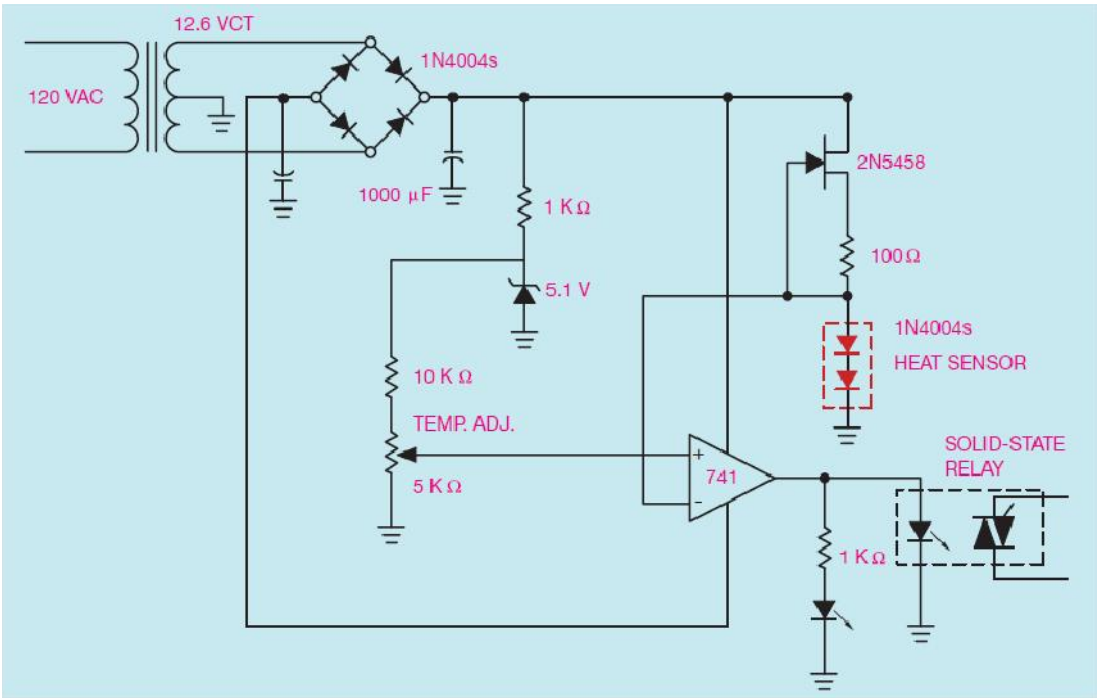 12.6 VCT
1N4004s
120 VAC
1000 μF
1 K Ω
2N5458
100 Ω
5.1 V
1N4004s
HEAT SENSOR
10 K Ω
TEMP. ADJ.
5 K Ω
+
741
-
SOLID-STATE
RELAY
1 K Ω